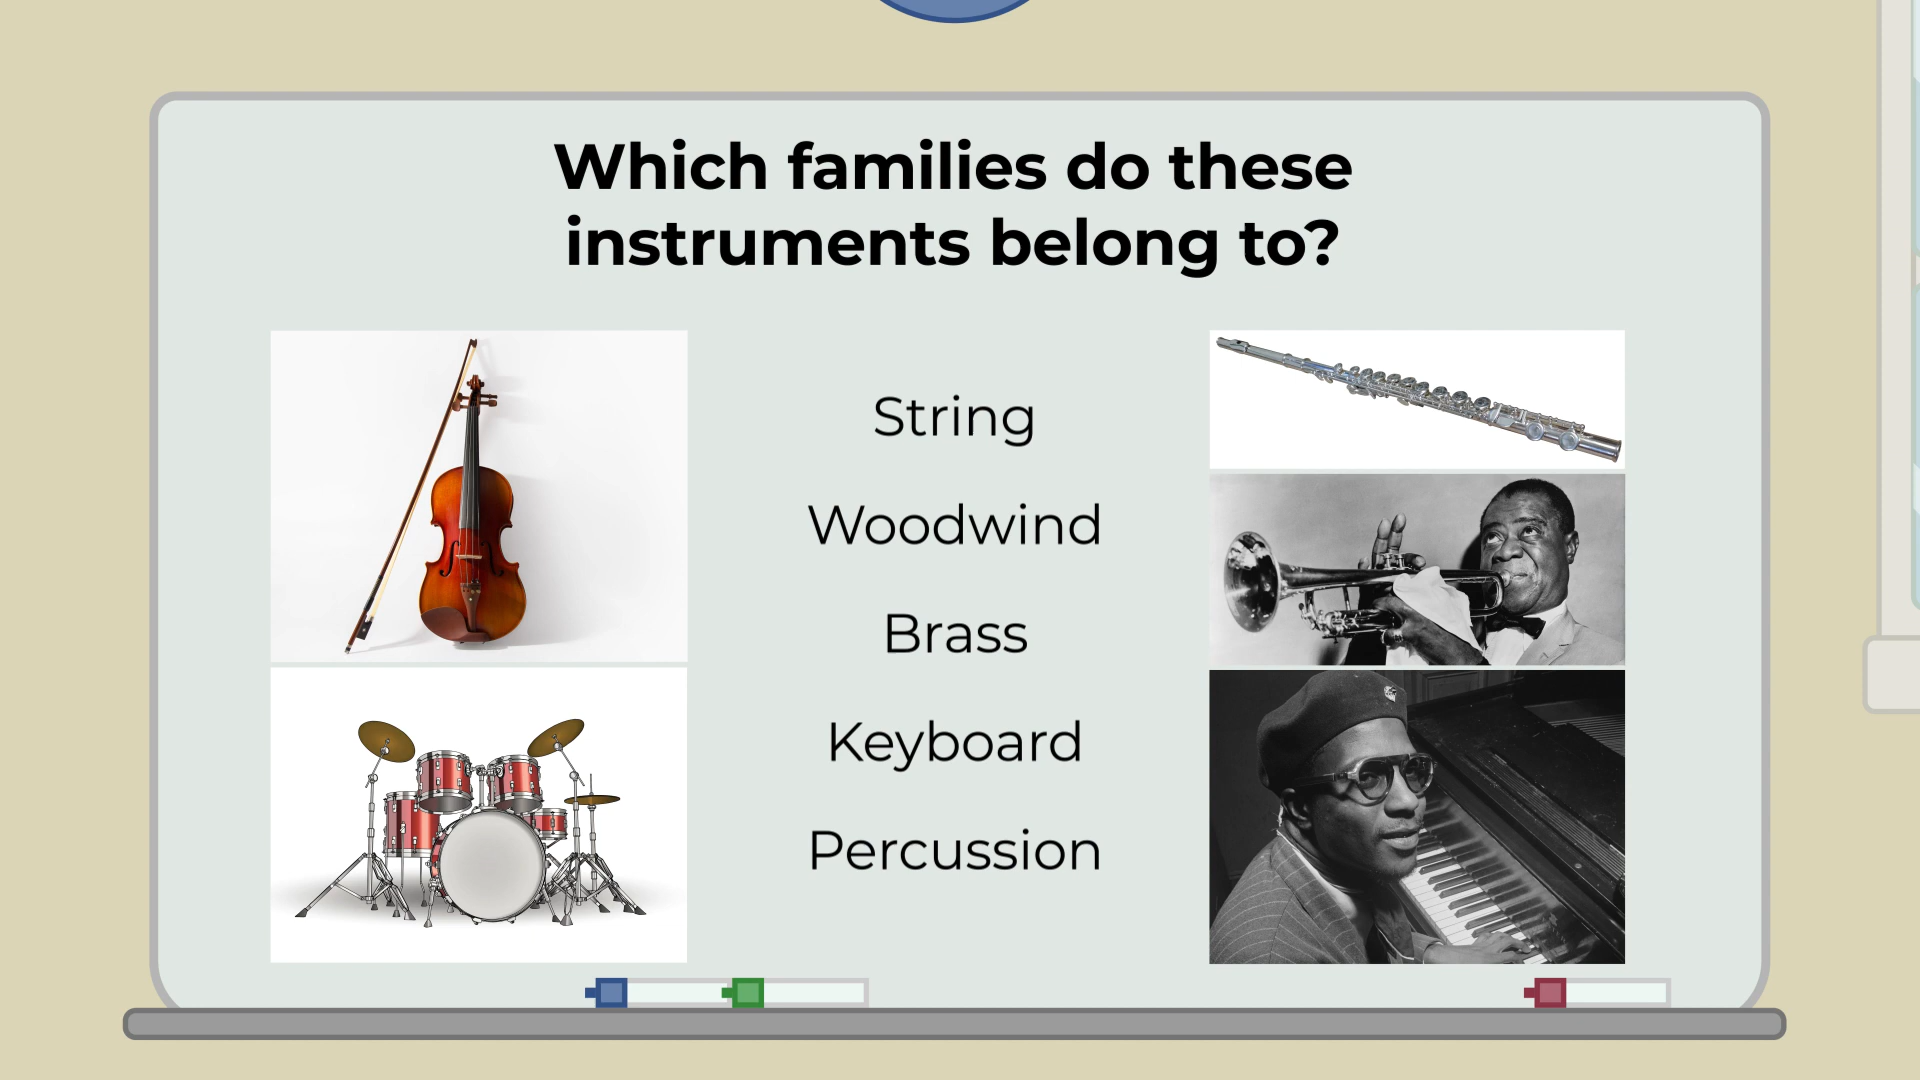 Which families do these
instruments belong to?
String
Woodwind
Brass
Keyboard
Percussion